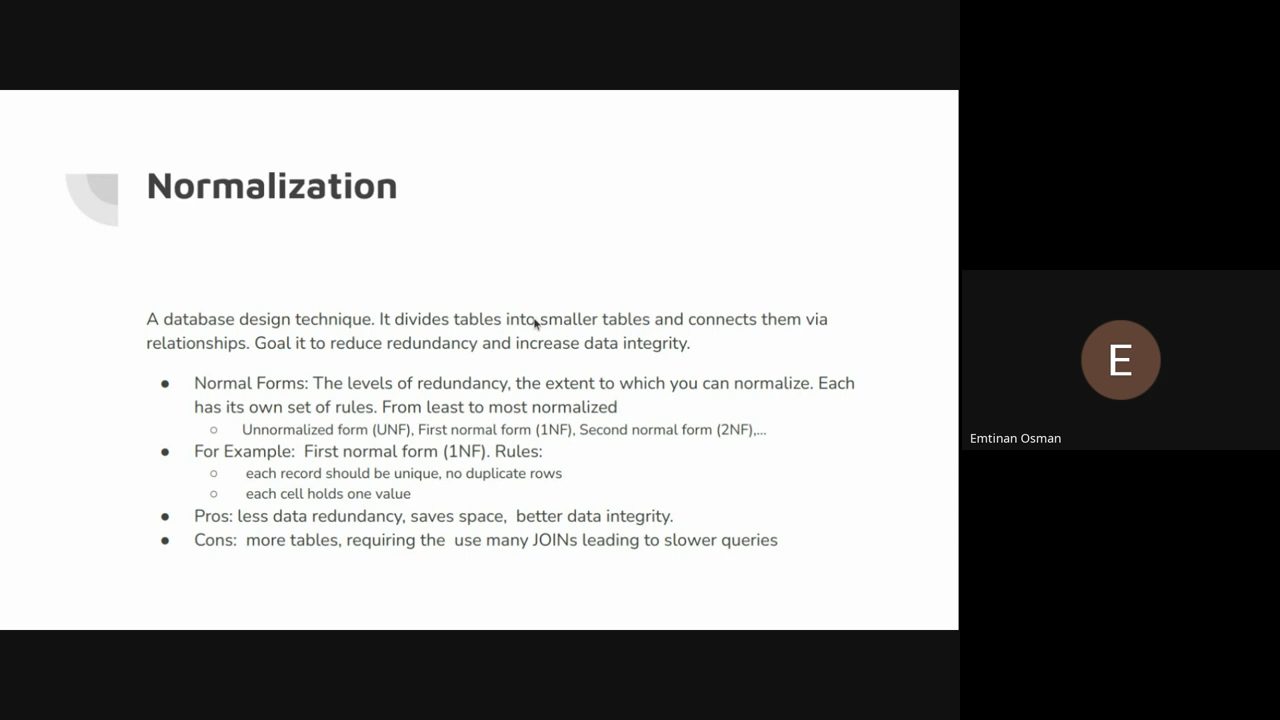 Normalization
A database design technique. It divides tables into smaller tables and connects them via
relationships. Goal it to reduce redundancy and increase data integrity.
● Normal Forms: The levels of redundancy, the extent to which you can normalize. Each
has its own set of rules. From least to most normalized
○ Unnormalized form (UNF), First normal form (1NF), Second normal form (2NF),...
● For Example: First normal form (1NF). Rules:
○ each record should be unique, no duplicate rows
○ each cell holds one value
● Pros: less data redundancy, saves space, better data integrity.
● Cons: more tables, requiring the use many JOINs leading to slower queries
E
Emtinan Osman